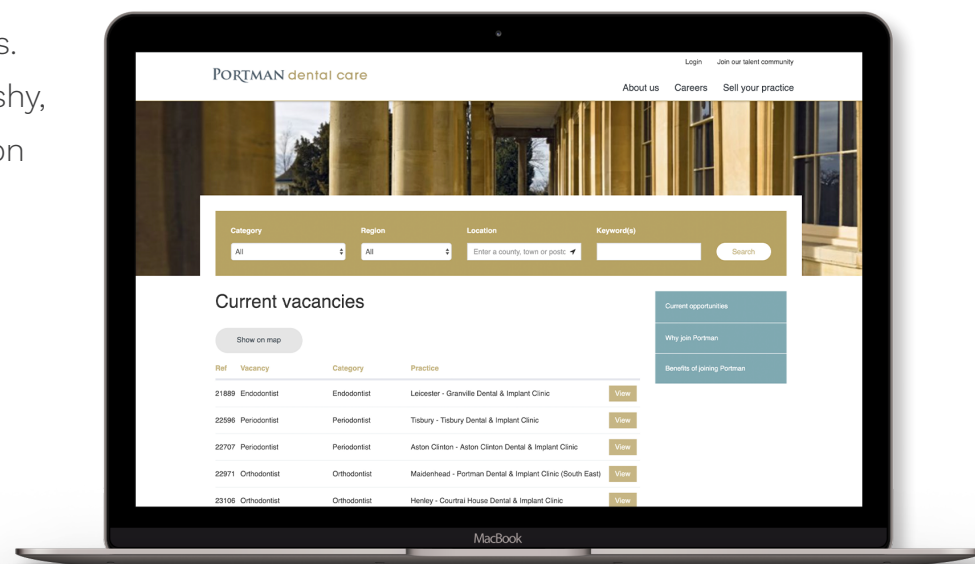 s.
shy,
on
PORTMAN dental care
Login Join our talent community
About us Careers Sell your practice
Category Region Location Keyword(s)
All All Enter a county, town or postc Search
Current vacancies
Show on map
Current opportunities
Why join Portman
Benefits of joining Portman
Ref Vacancy Category Practice
21889 Endodontist Endodontist Leicester - Granville Dental & Implant Clinic View
22596 Periodontist Periodontist Tisbury - Tisbury Dental & Implant Clinic View
22707 Periodontist Periodontist Aston Clinton - Aston Clinton Dental & Implant Clinic View
22971 Orthodontist Orthodontist Maidenhead - Portman Dental & Implant Clinic (South East) View
23106 Orthodontist Orthodontist Henley - Courtrai House Dental & Implant Clinic View
MacBook